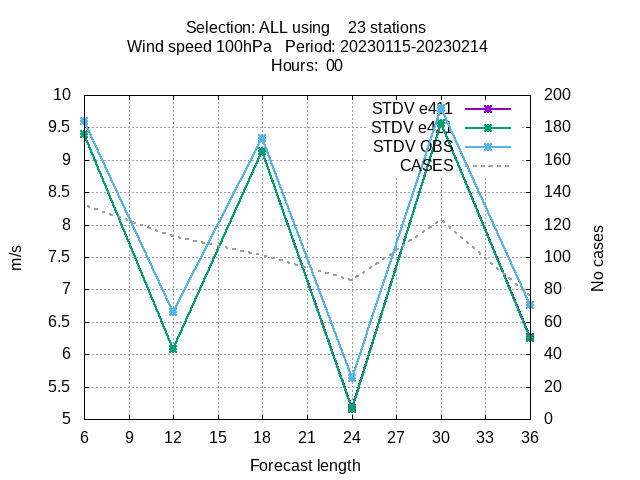 Selection: ALL using 23 stations
Wind speed 100hPa Period: 20230115-20230214
Hours: 00
10 200
9.5 180
9 160
8.5 140
8 120
7.5 100
7 80
6.5 60
6 40
5.5 20
5 0
m/s
No cases
STDV e411
STDV
STDV OBS
CASES
6 9 12 15 18 21 24 27 30 33 36
Forecast length